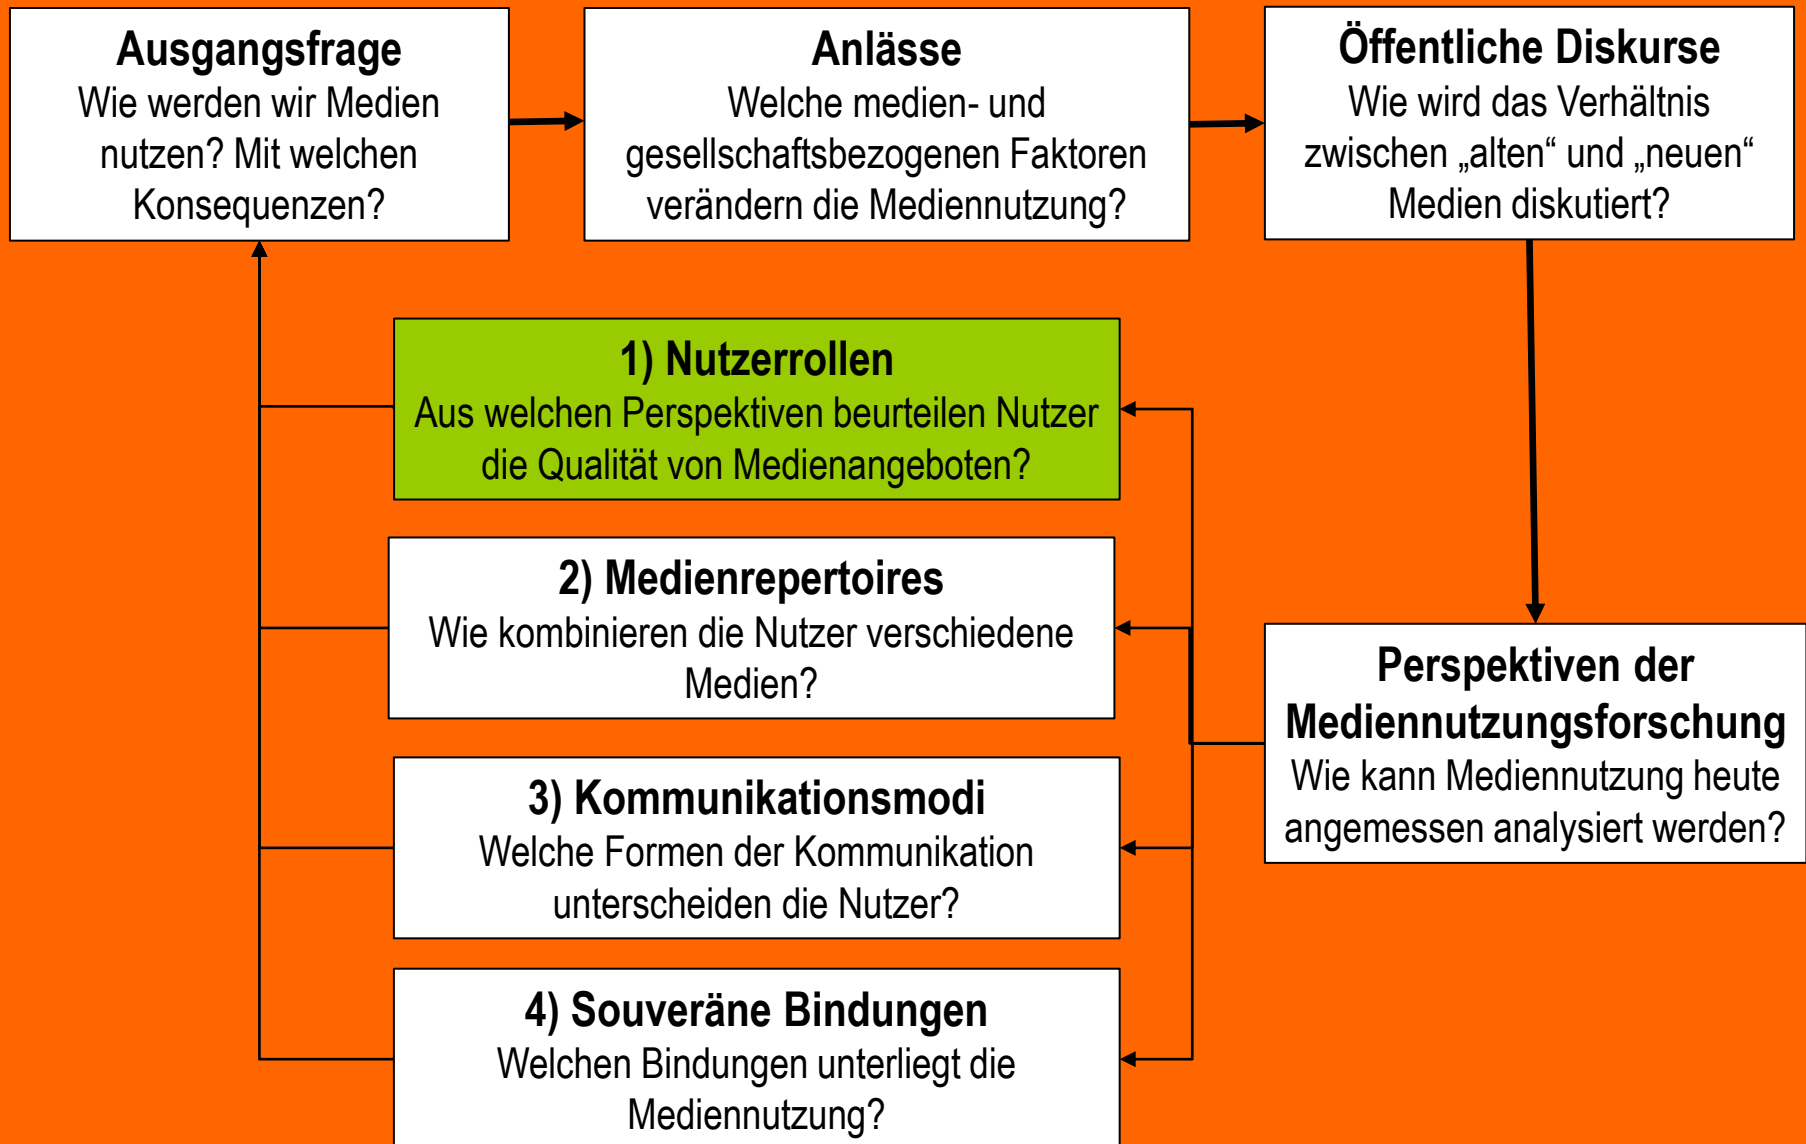 Ausgangsfrage
Wie werden wir Medien
nutzen? Mit welchen
Konsequenzen?
Anlässe
Welche medien- und
gesellschaftsbezogenen Faktoren
verändern die Mediennutzung?
Öffentliche Diskurse
Wie wird das Verhältnis
zwischen „alten“ und „neuen“
Medien diskutiert?
1) Nutzerrollen
Aus welchen Perspektiven beurteilen Nutzer
die Qualität von Medienangeboten?
2) Medienrepertoires
Wie kombinieren die Nutzer verschiedene
Medien?
3) Kommunikationsmodi
Welche Formen der Kommunikation
unterscheiden die Nutzer?
4) Souveräne Bindungen
Welchen Bindungen unterliegt die
Mediennutzung?
Perspektiven der
Mediennutzungsforschung
Wie kann Mediennutzung heute
angemessen analysiert werden?